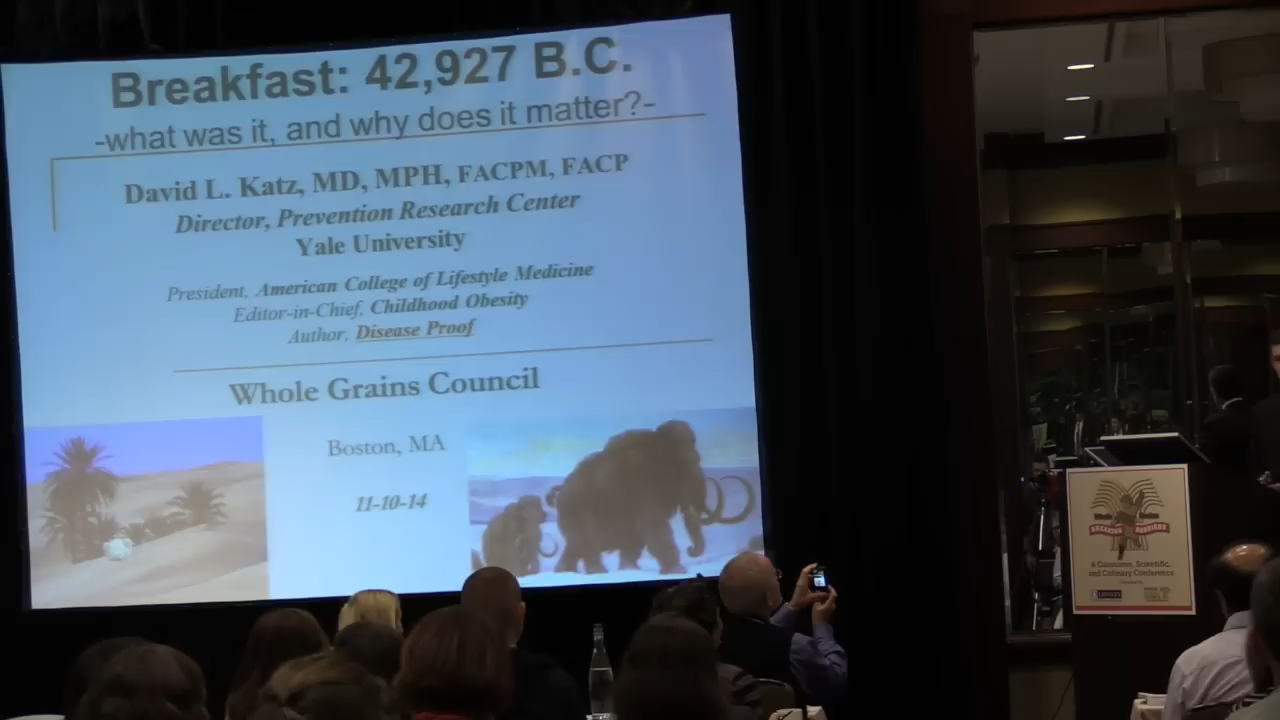 Breakfast: 42,927 B.C.
-what was it, and why does it matter?-
David L. Katz, MD, MPH, FACPM, FACP
Director, Prevention Research Center
Yale University
President, American College of Lifestyle Medicine
Editor-in-Chief, Childhood Obesity
Author, Disease Proof
Whole Grains Council
Boston, MA
11-10-14
BREAKING BARRIERS
A Consumer, Scientific,
and Culinary Conference